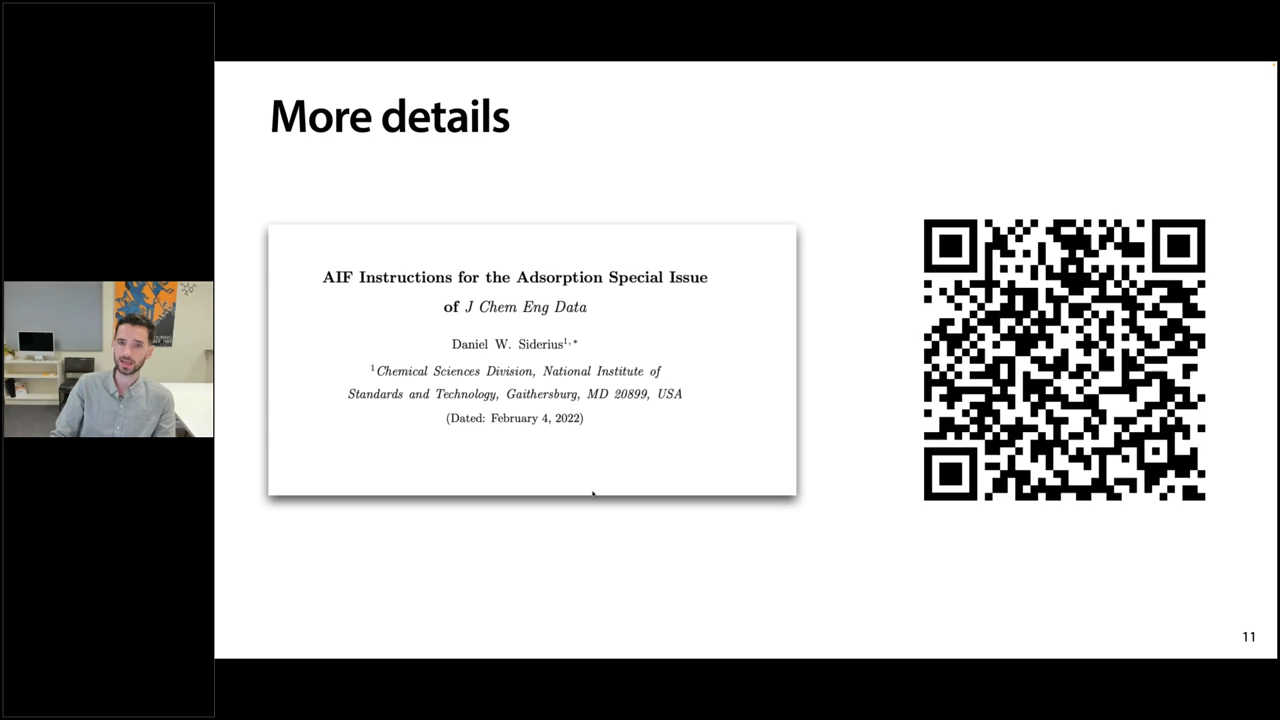 More details
AIF Instructions for the Adsorption Special Issue
of J Chem Eng Data
Daniel W. Siderius¹,*
¹Chemical Sciences Division, National Institute of
Standards and Technology, Gaithersburg, MD 20899, USA
(Dated: February 4, 2022)
11